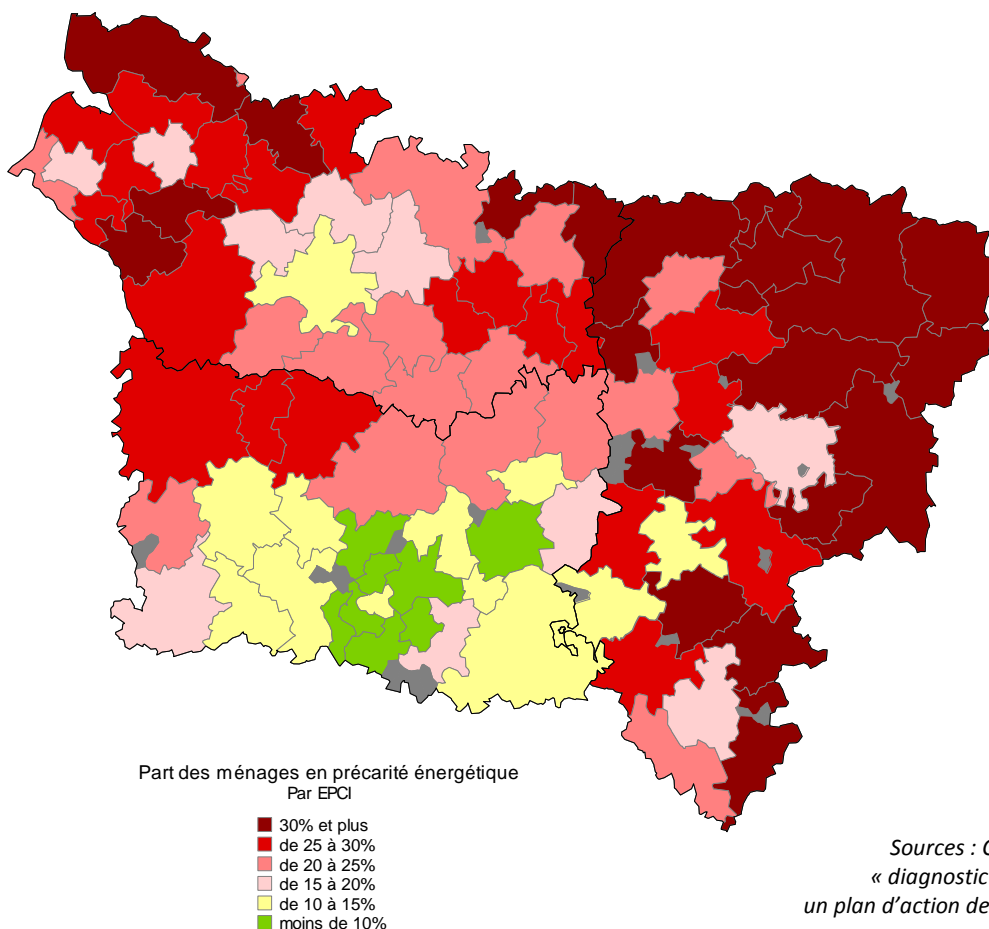 Part des ménages en précarité énergétique
Par EPCI
30% et plus
de 25 à 30%
de 20 à 25%
de 15 à 20%
de 10 à 15%
moins de 10%
Sources :
« diagnostic
un plan d’action de